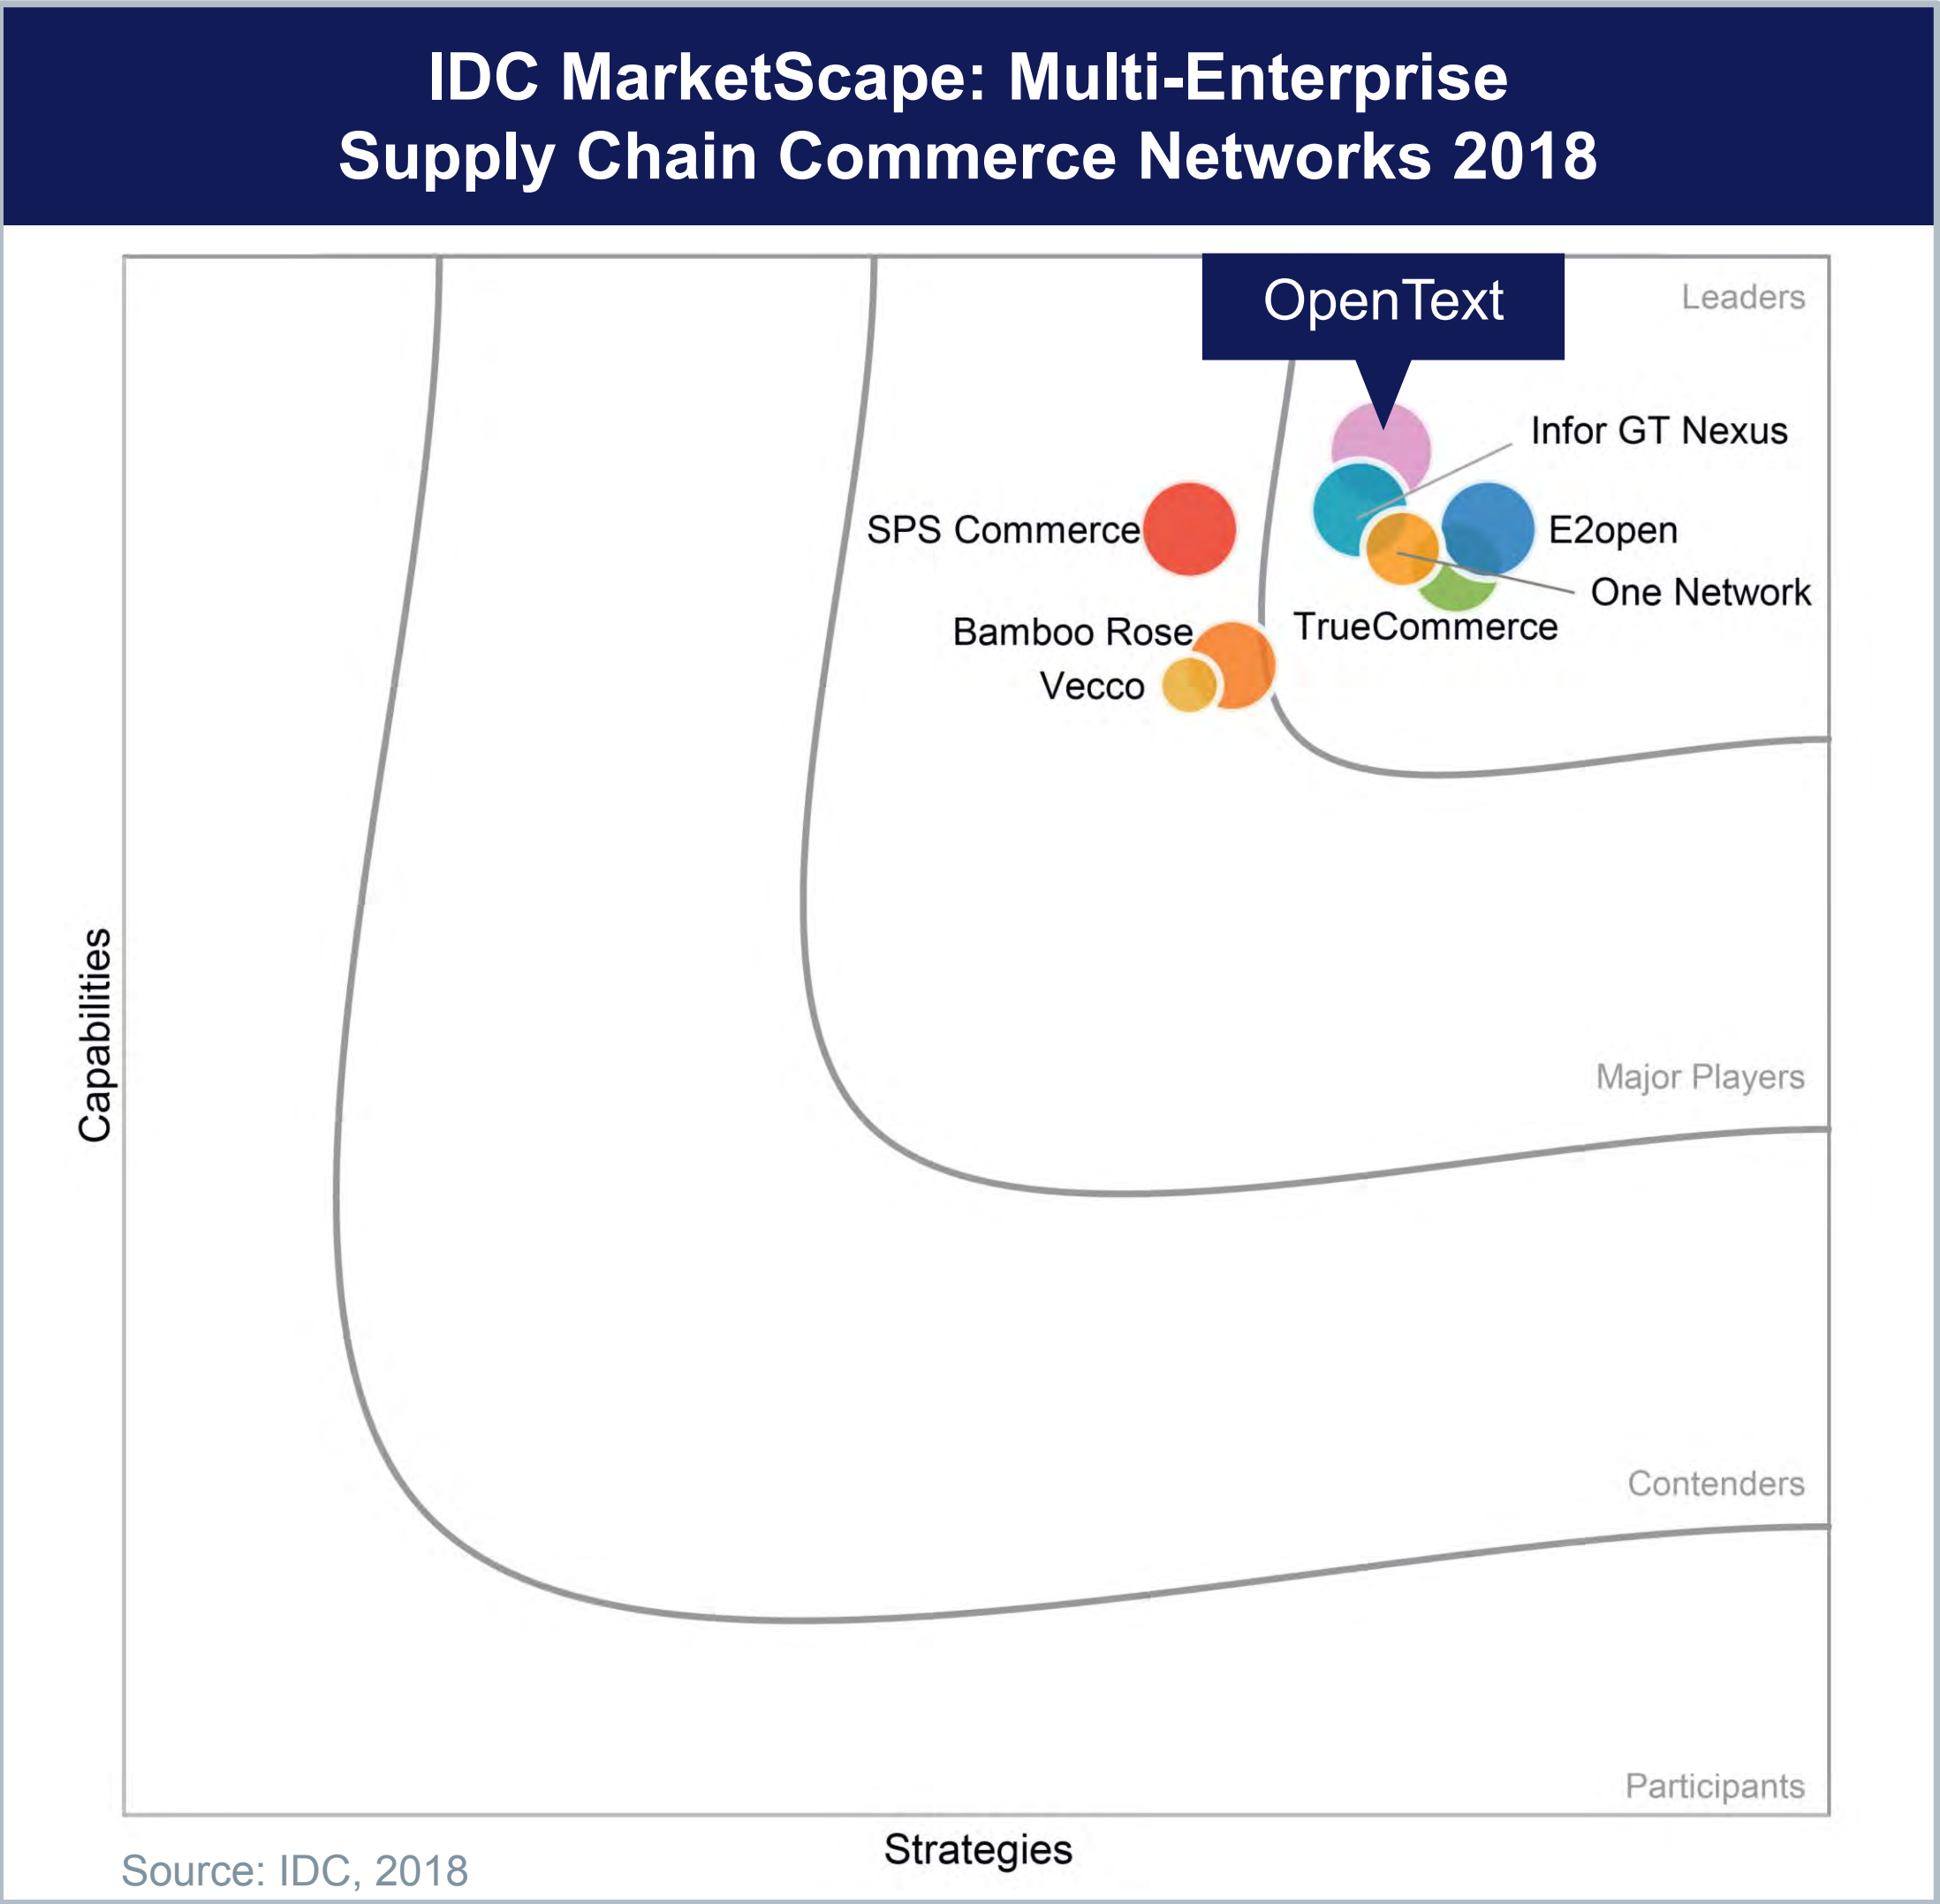 IDC MarketScape: Multi-Enterprise
Supply Chain Commerce Networks 2018
OpenText
Leaders
Infor GT Nexus
SPS Commerce
E2open
One Network
TrueCommerce
Bamboo Rose
Vecco
Major Players
Capabilities
Contenders
Participants
Strategies
Source: IDC, 2018